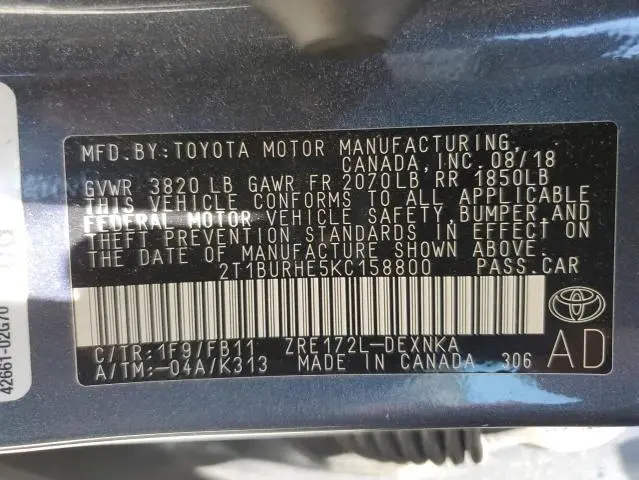 MFD.BY:TOYOTA MOTOR MANUFACTURING,
CANADA, INC. 08/18
GVWR 3820 LB GAWR FR 2070LB, RR 1850LB
THIS VEHICLE CONFORMS TO ALL APPLICABLE
FEDERAL MOTOR VEHICLE SAFETY, BUMPER, AND
THEFT PREVENTION STANDARDS IN EFFECT ON
THE DATE OF MANUFACTURE SHOWN ABOVE.
2T1BURHE5KC158800 PASS.CAR
C/TR:1F9/FB11 ZRE172L-DEXNKA
A/TM:-04A/K313 MADE IN CANADA 306
AD
42661-02G70